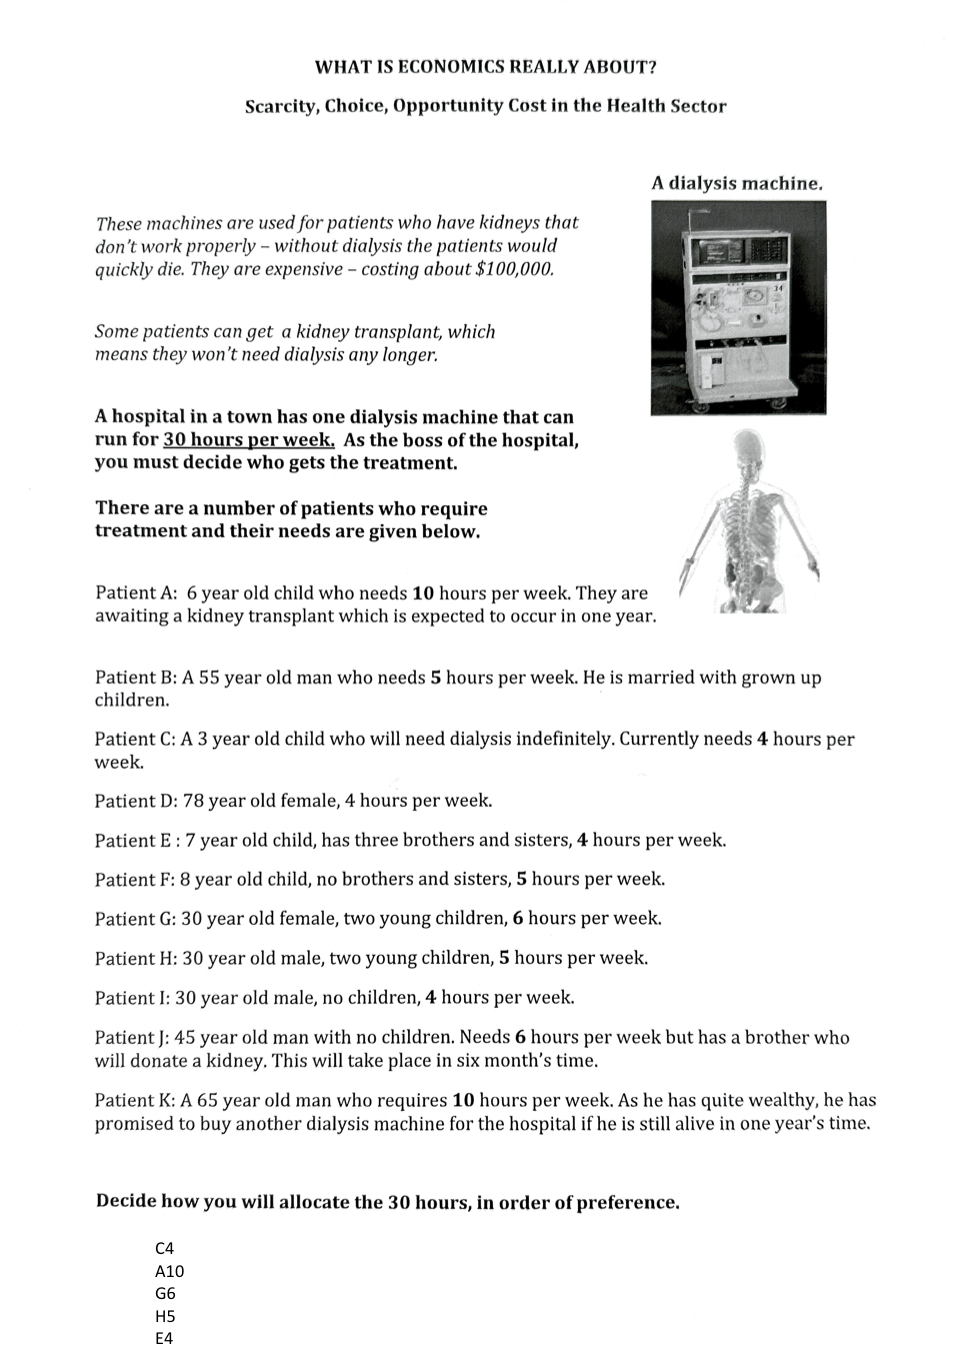 WHAT IS ECONOMICS REALLY ABOUT?
Scarcity, Choice, Opportunity Cost in the Health Sector
A dialysis machine.
These machines are used for patients who have kidneys that
don't work properly – without dialysis the patients would
quickly die. They are expensive – costing about $100,000.
Some patients can get a kidney transplant, which
means they won't need dialysis any longer.
A hospital in a town has one dialysis machine that can
run for 30 hours per week. As the boss of the hospital,
you must decide who gets the treatment.
There are a number of patients who require
treatment and their needs are given below.
Patient A: 6 year old child who needs 10 hours per week. They are
awaiting a kidney transplant which is expected to occur in one year.
Patient B: A 55 year old man who needs 5 hours per week. He is married with grown up
children.
Patient C: A 3 year old child who will need dialysis indefinitely. Currently needs 4 hours per
week.
Patient D: 78 year old female, 4 hours per week.
Patient E : 7 year old child, has three brothers and sisters, 4 hours per week.
Patient F: 8 year old child, no brothers and sisters, 5 hours per week.
Patient G: 30 year old female, two young children, 6 hours per week.
Patient H: 30 year old male, two young children, 5 hours per week.
Patient I: 30 year old male, no children, 4 hours per week.
Patient J: 45 year old man with no children. Needs 6 hours per week but has a brother who
will donate a kidney. This will take place in six month's time.
Patient K: A 65 year old man who requires 10 hours per week. As he has quite wealthy, he has
promised to buy another dialysis machine for the hospital if he is still alive in one year's time.
Decide how you will allocate the 30 hours, in order of preference.
C4
A10
G6
H5
E4